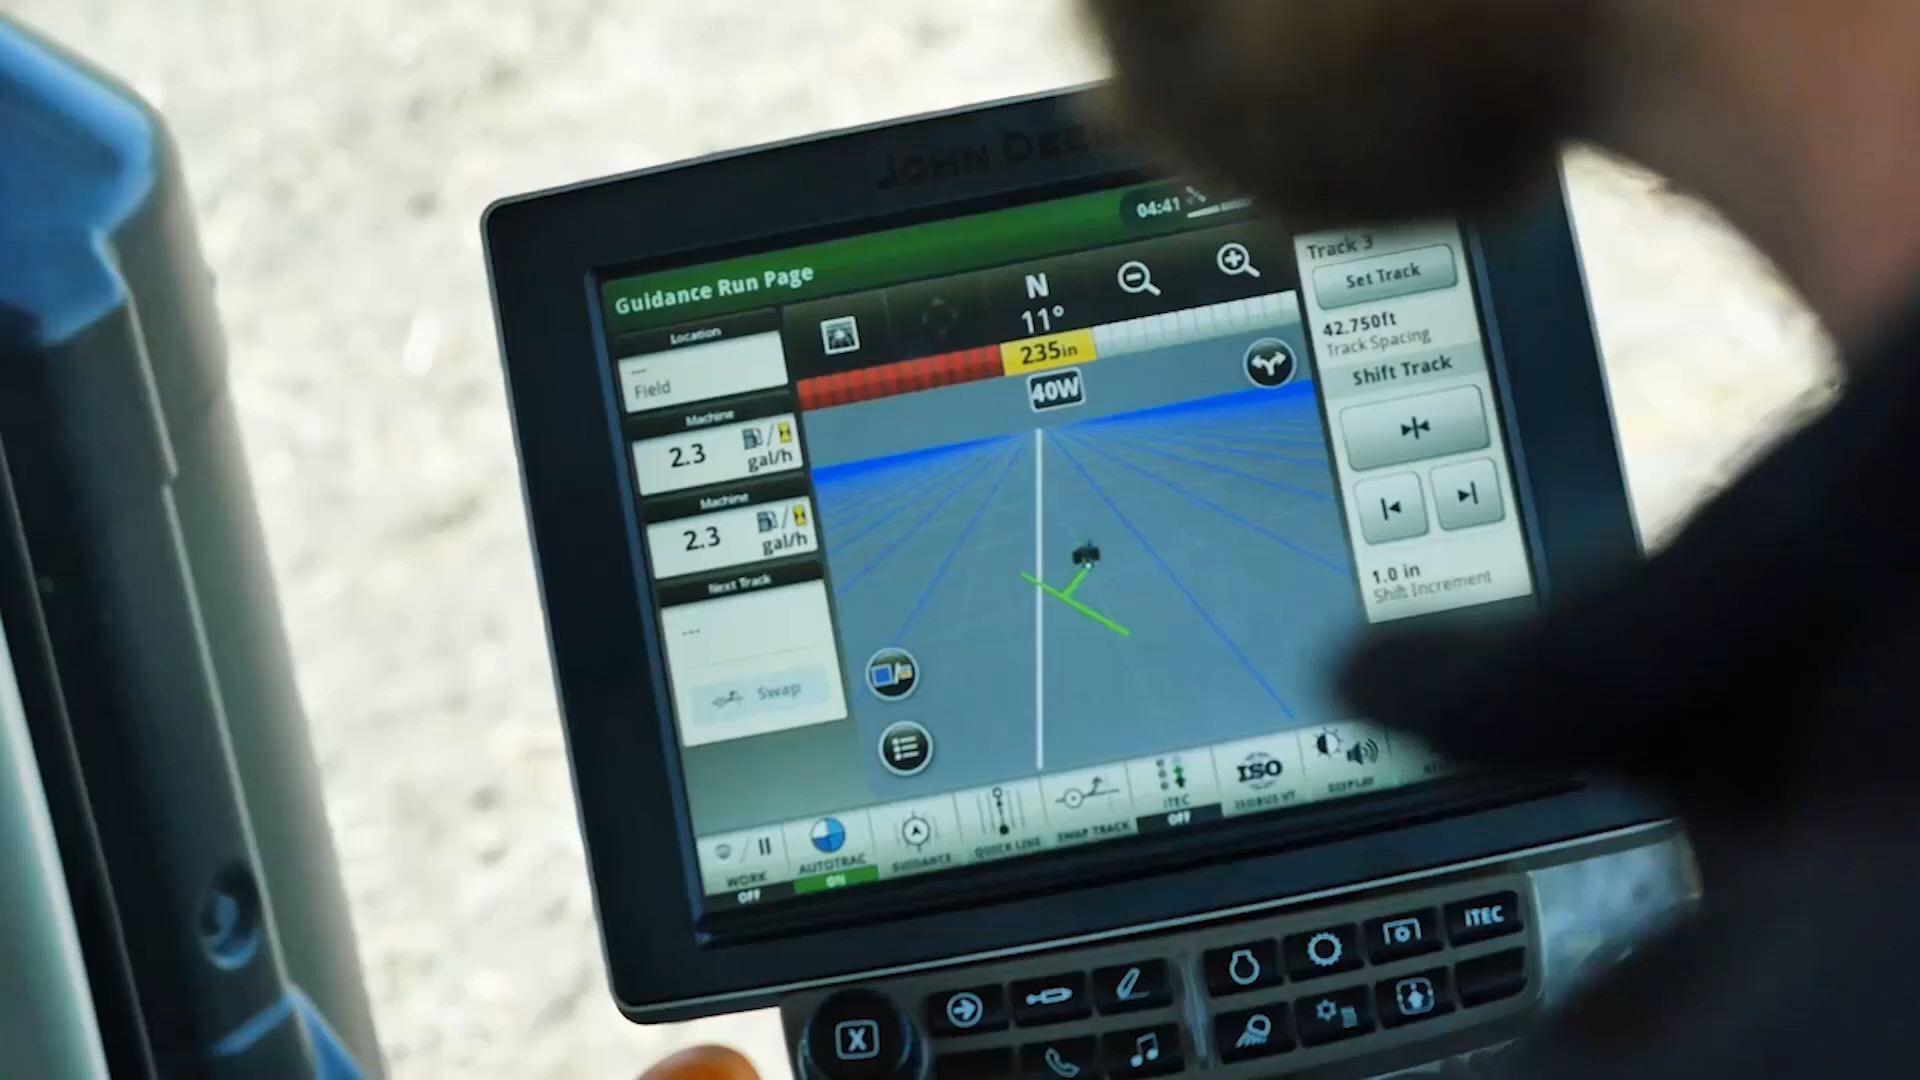 JOHN DEERE
04:41
Guidance Run Page
Location
---
Field
Machine
2.3
gal/h
Machine
2.3
gal/h
Next Track
---
Swap
N
11°
235in
40W
Track 3
Set Track
42.750ft
Track Spacing
Shift Track
1.0 in
Shift Increment
WORK
OFF
AUTOTRAC
ON
GUIDANCE
QUICK LINE
SWAP TRACK
ITEC
OFF
ISO
ISOBUS VT
DISPLAY
ITEC
X